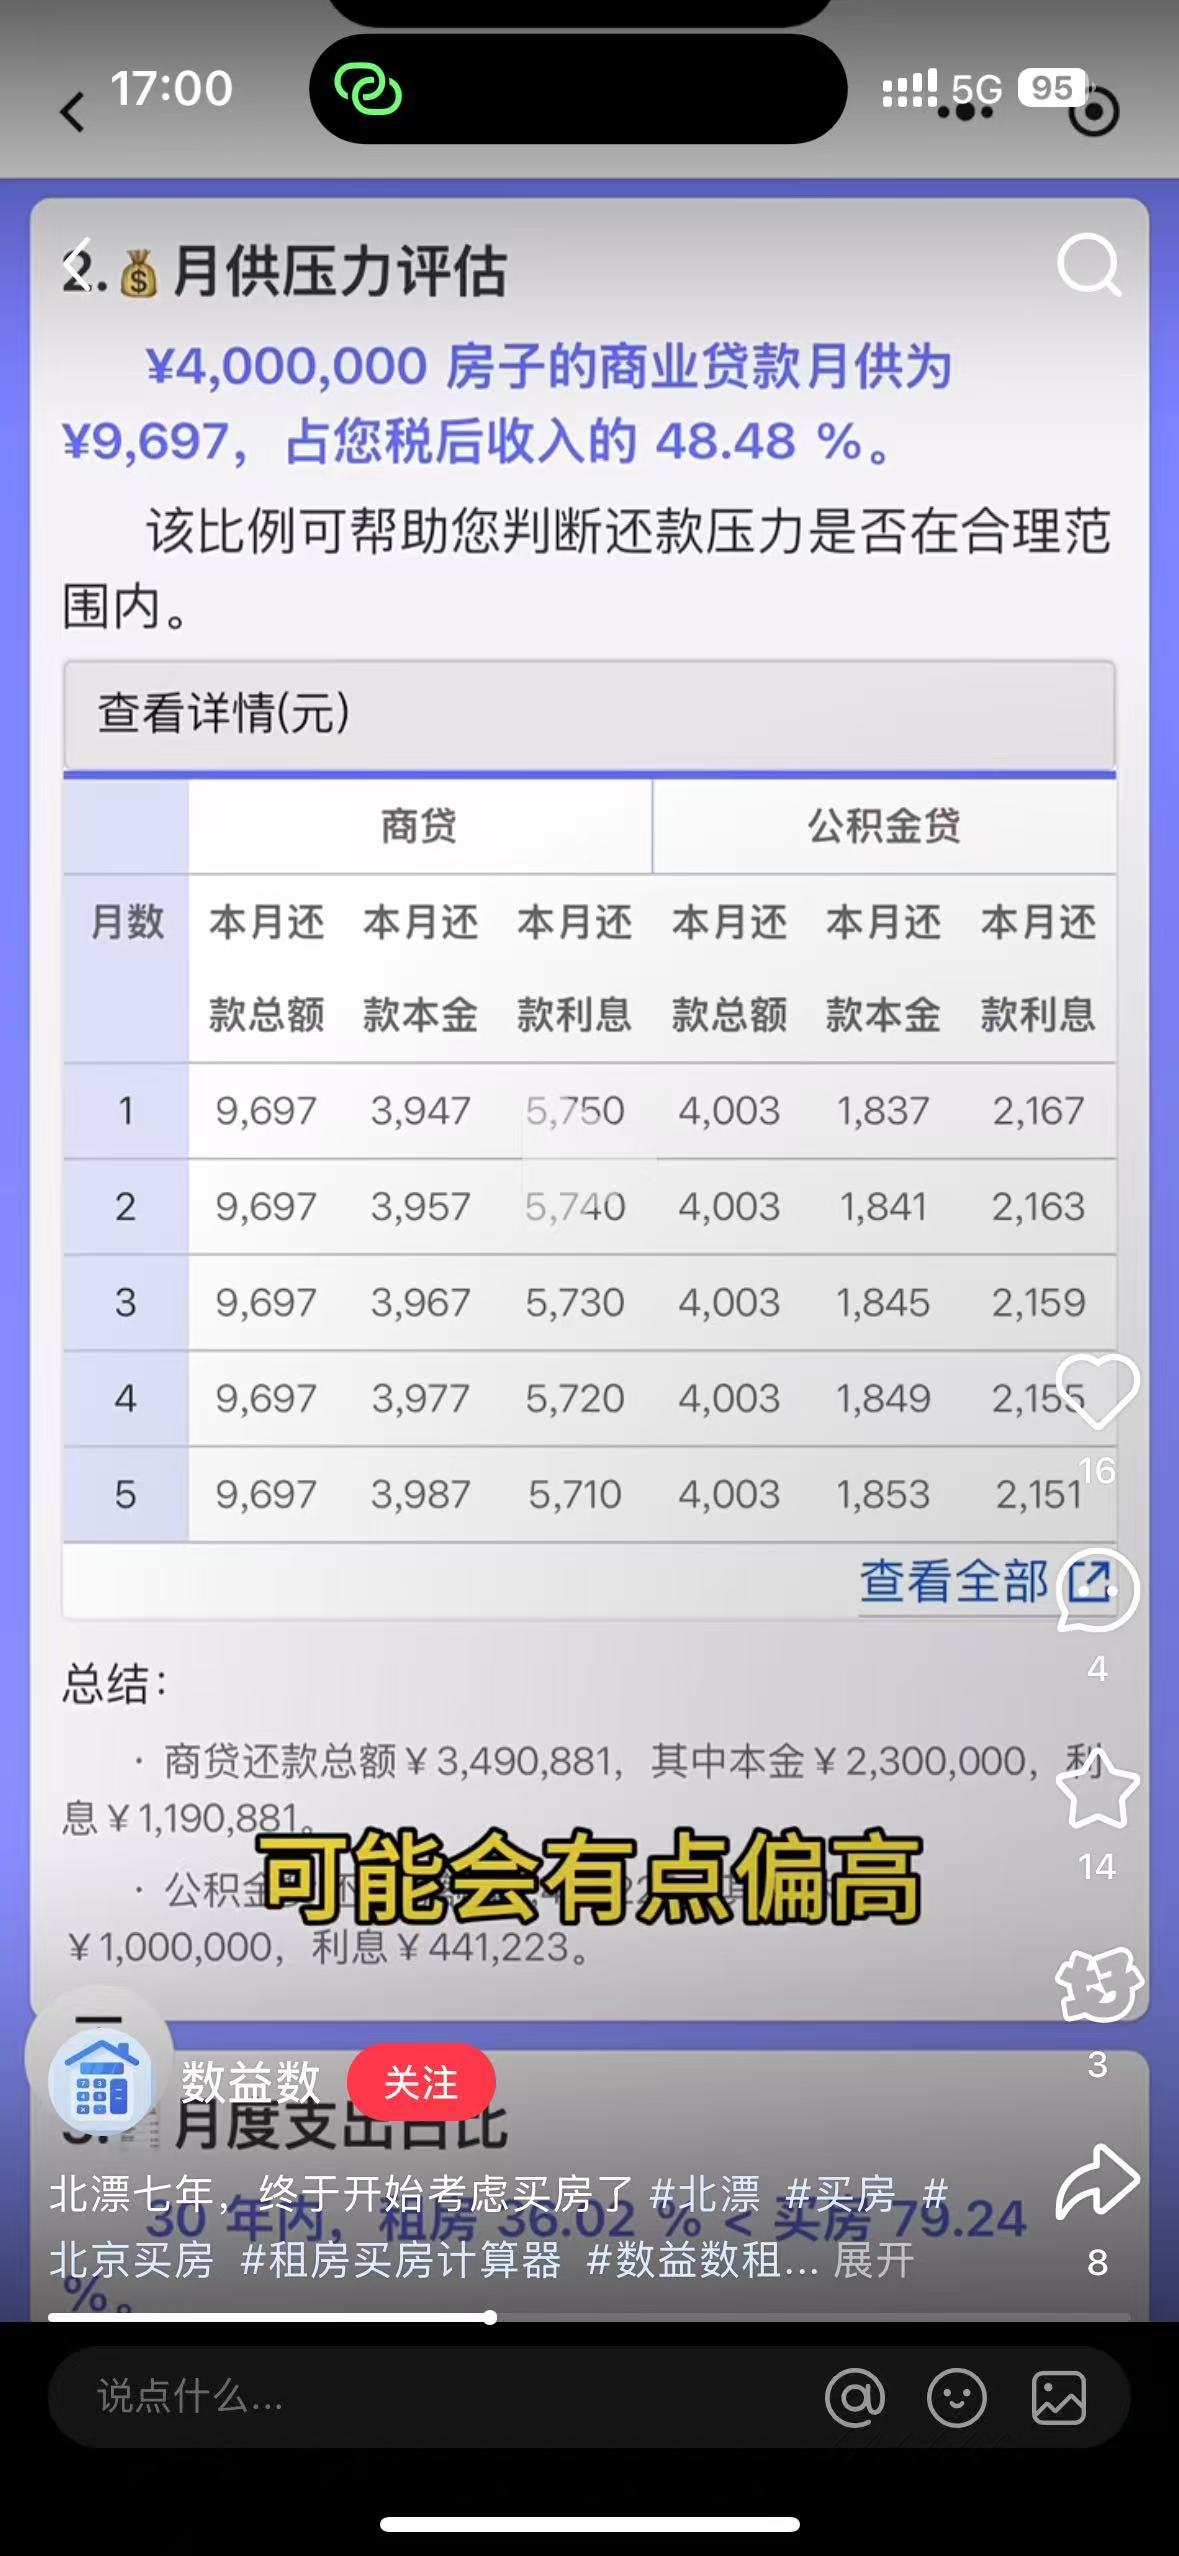 17:00
5G 95
2. 月供压力评估
¥4,000,000 房子的商业贷款月供为
¥9,697，占您税后收入的 48.48 %。
该比例可帮助您判断还款压力是否在合理范
围内。
查看详情(元)
商贷 公积金贷
月数 本月还 本月还 本月还 本月还 本月还 本月还
款总额 款本金 款利息 款总额 款本金 款利息
1 9,697 3,947 5,750 4,003 1,837 2,167
2 9,697 3,957 5,740 4,003 1,841 2,163
3 9,697 3,967 5,730 4,003 1,845 2,159
4 9,697 3,977 5,720 4,003 1,849 2,155
5 9,697 3,987 5,710 4,003 1,853 2,151
16
查看全部
4
总结：
· 商贷还款总额￥3,490,881，其中本金￥2,300,000，利
息￥1,190,881。
可能会有点偏高
14
· 公积金
￥1,000,000，利息￥441,223。
3
数益数 关注
月度支出占比
北漂七年，终于开始考虑买房了 #北漂 #买房 #
30 年内，租房 36.02 % < 买房 79.24
%。
北京买房 #租房买房计算器 #数益数租... 展开
8
说点什么...